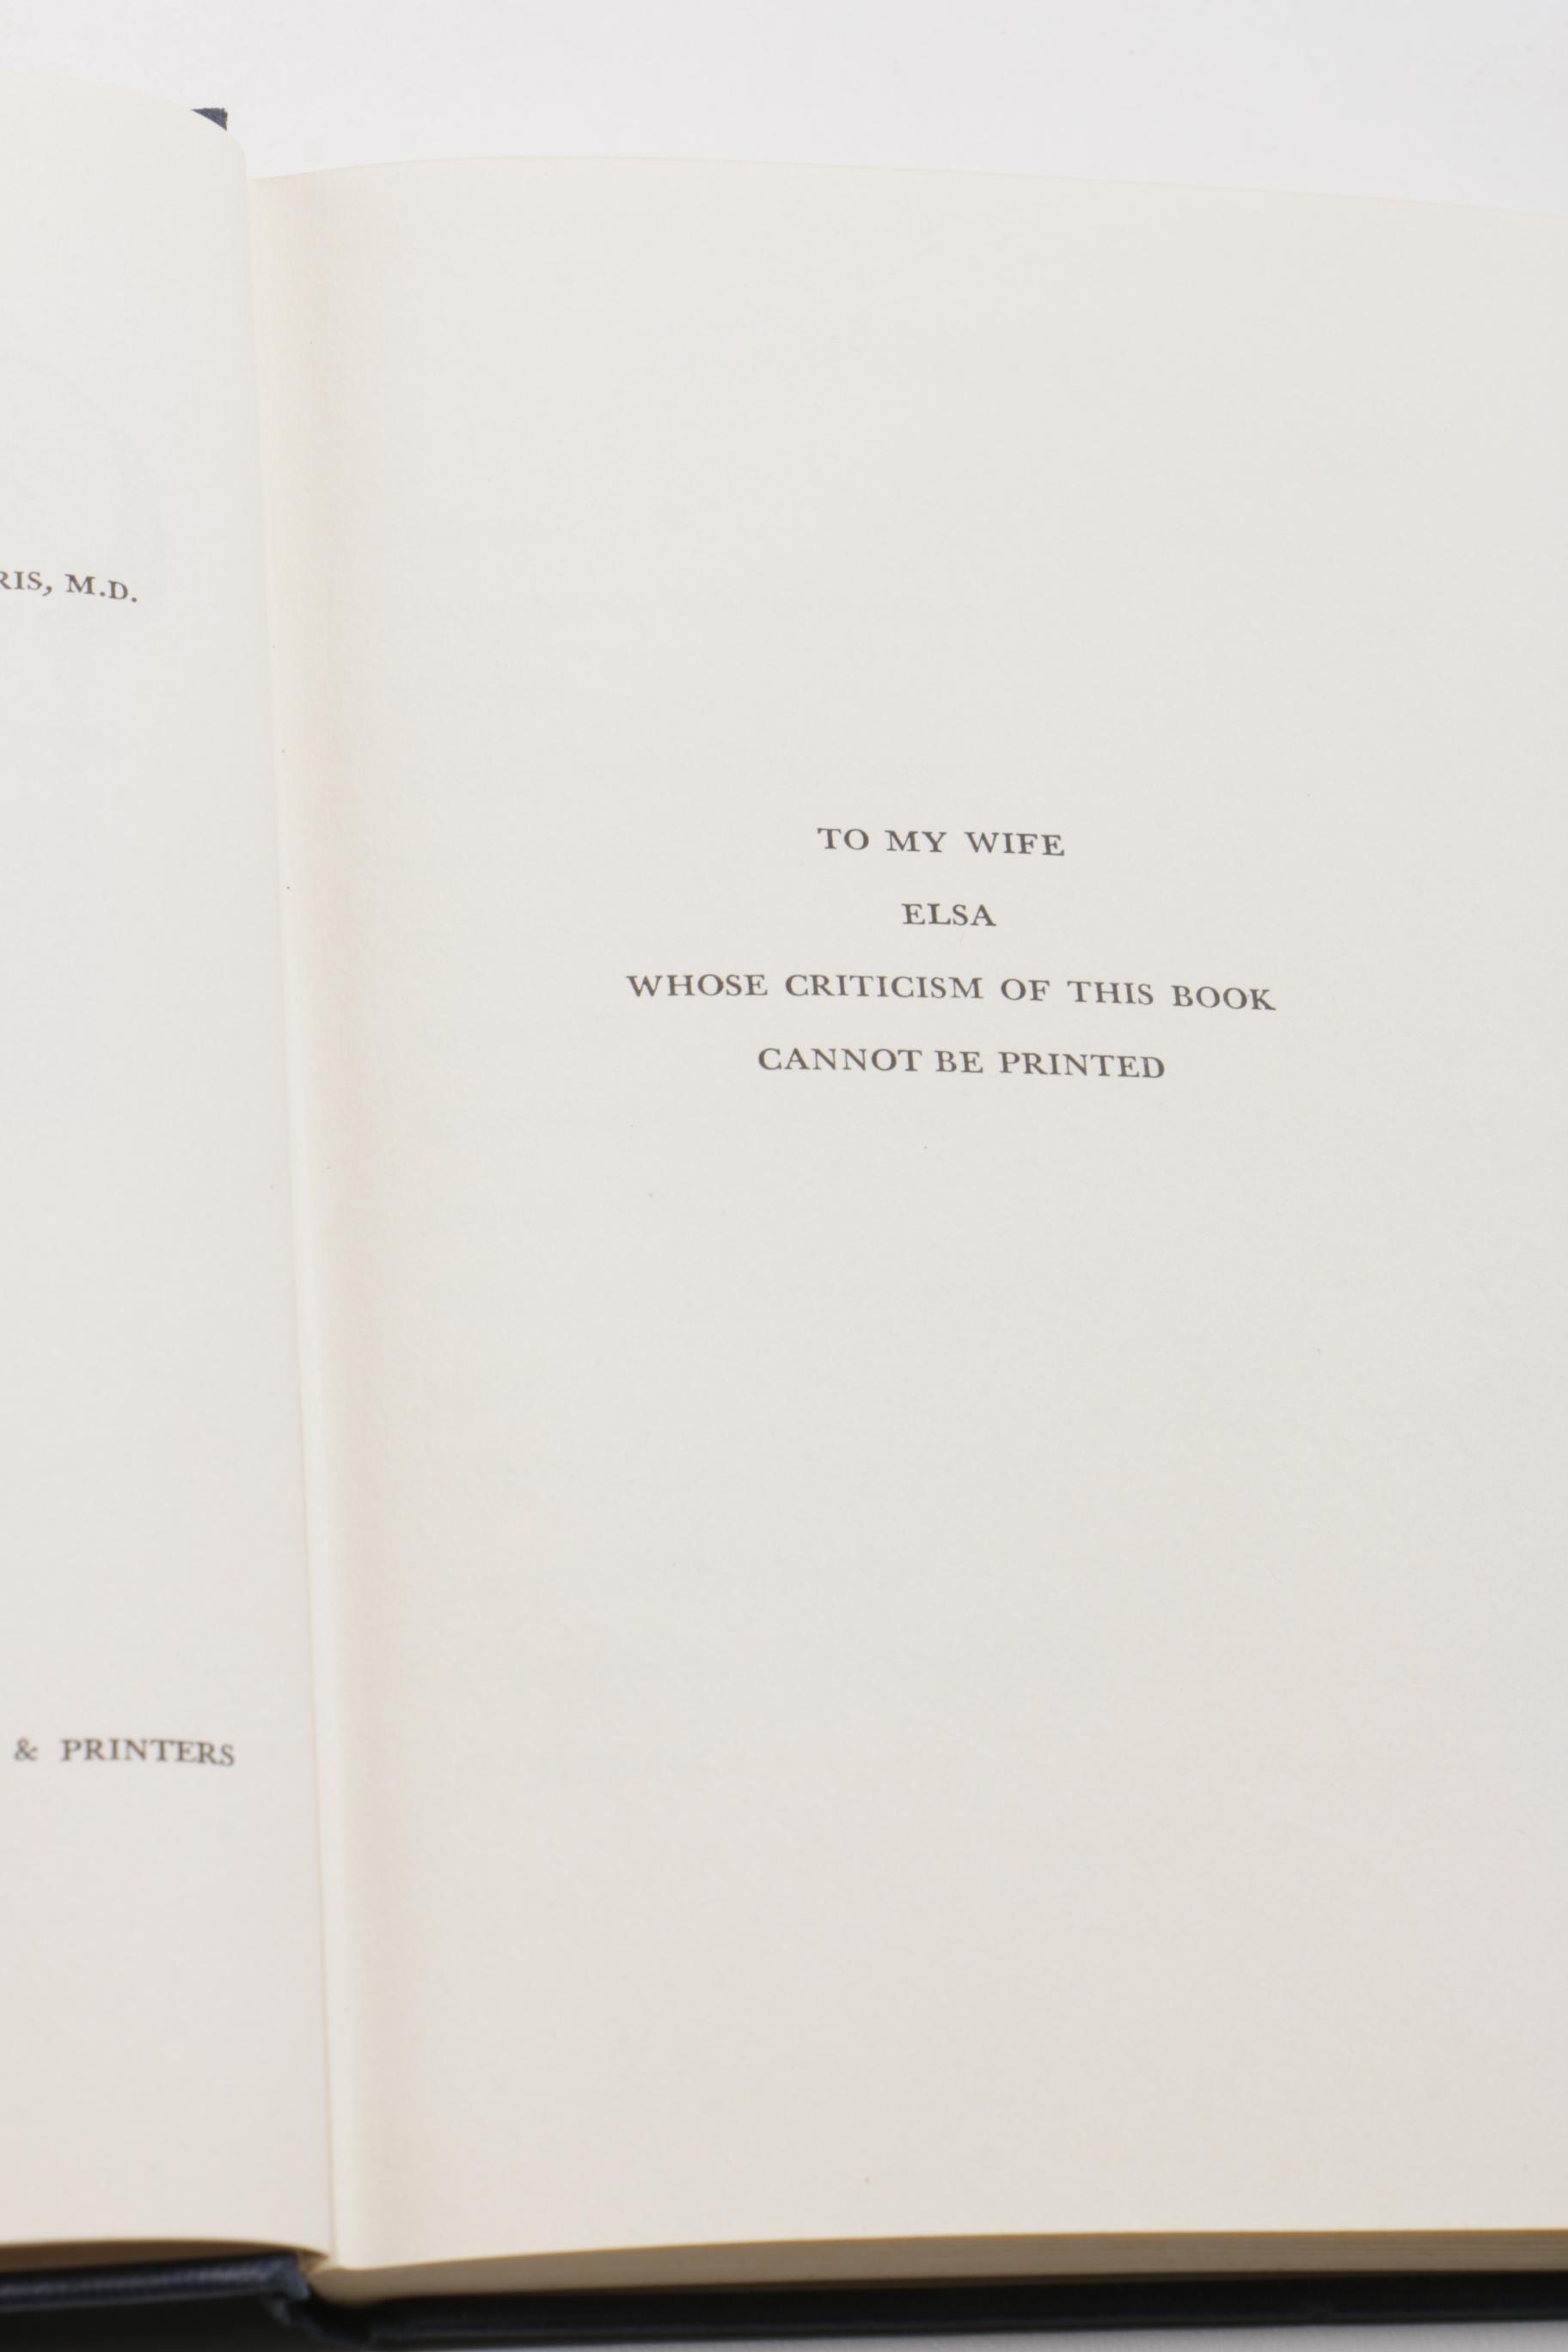 RIS, M.D.
& PRINTERS
TO MY WIFE
ELSA
WHOSE CRITICISM OF THIS BOOK
CANNOT BE PRINTED